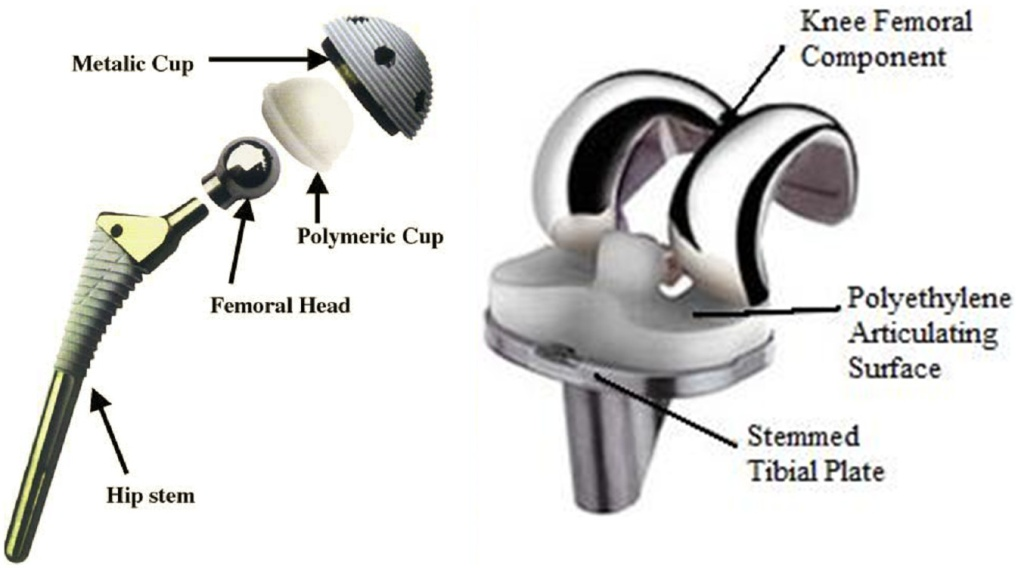 Metalic Cup
Polymeric Cup
Femoral Head
Hip stem
Knee Femoral
Component
Polyethylene
Articulating
Surface
Stemmed
Tibial Plate